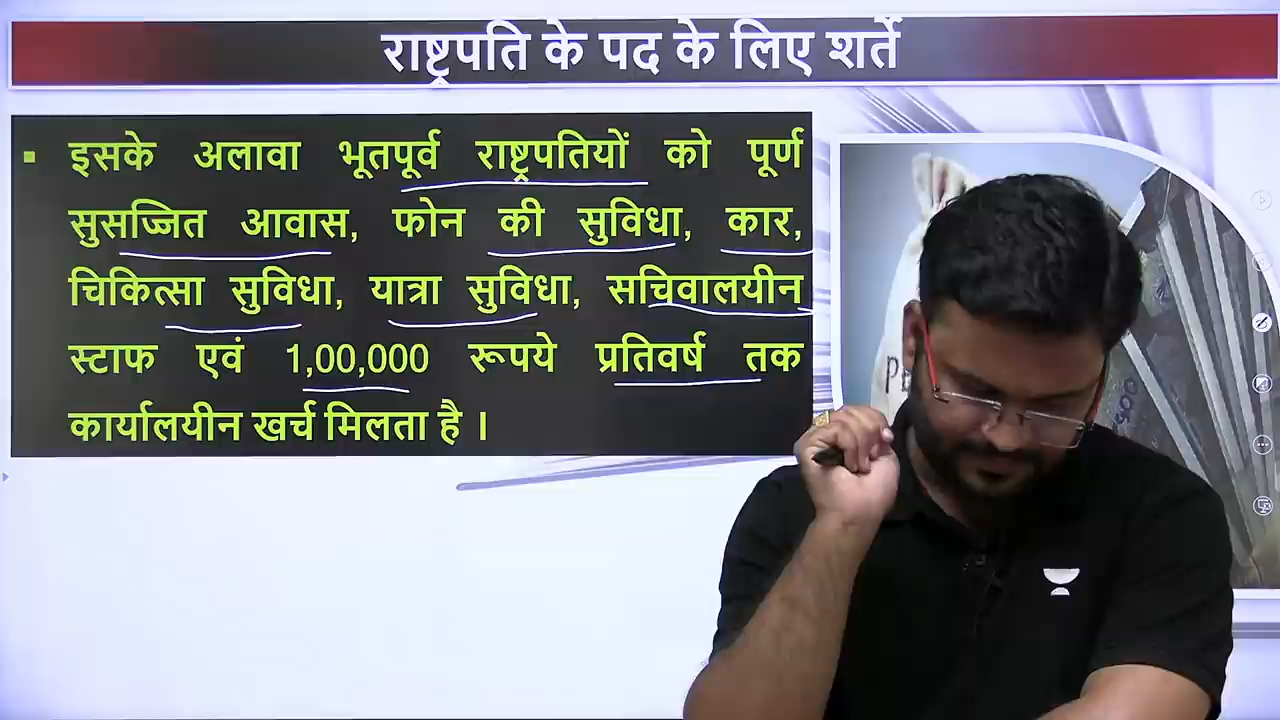 राष्ट्रपति के पद के लिए शर्ते
▪ इसके अलावा भूतपूर्व राष्ट्रपतियों को पूर्ण
सुसज्जित आवास, फोन की सुविधा, कार,
चिकित्सा सुविधा, यात्रा सुविधा, सचिवालयीन
स्टाफ एवं 1,00,000 रूपये प्रतिवर्ष तक
कार्यालयीन खर्च मिलता है ।